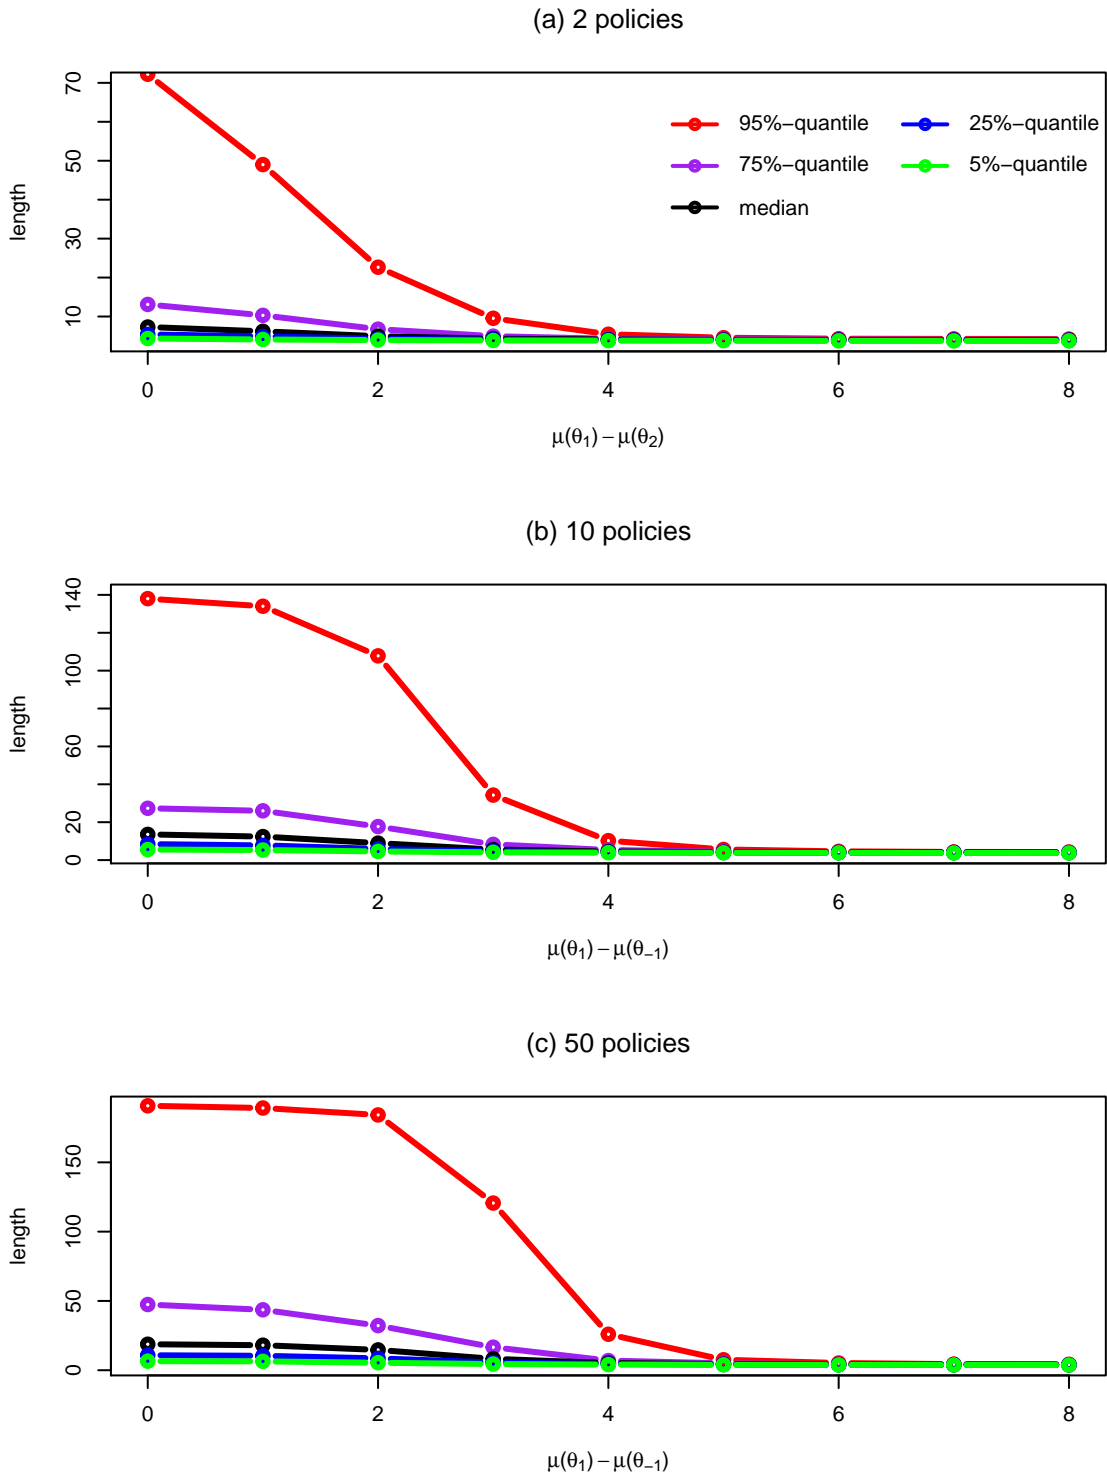 (a) 2 policies
70
50
30
10
length
95%−quantile
75%−quantile
median
25%−quantile
5%−quantile
0 2 4 6 8
μ(θ₁) − μ(θ₂)
(b) 10 policies
140
100
60
20
0
length
0 2 4 6 8
μ(θ₁) − μ(θ₋₁)
(c) 50 policies
150
100
50
0
length
0 2 4 6 8
μ(θ₁) − μ(θ₋₁)